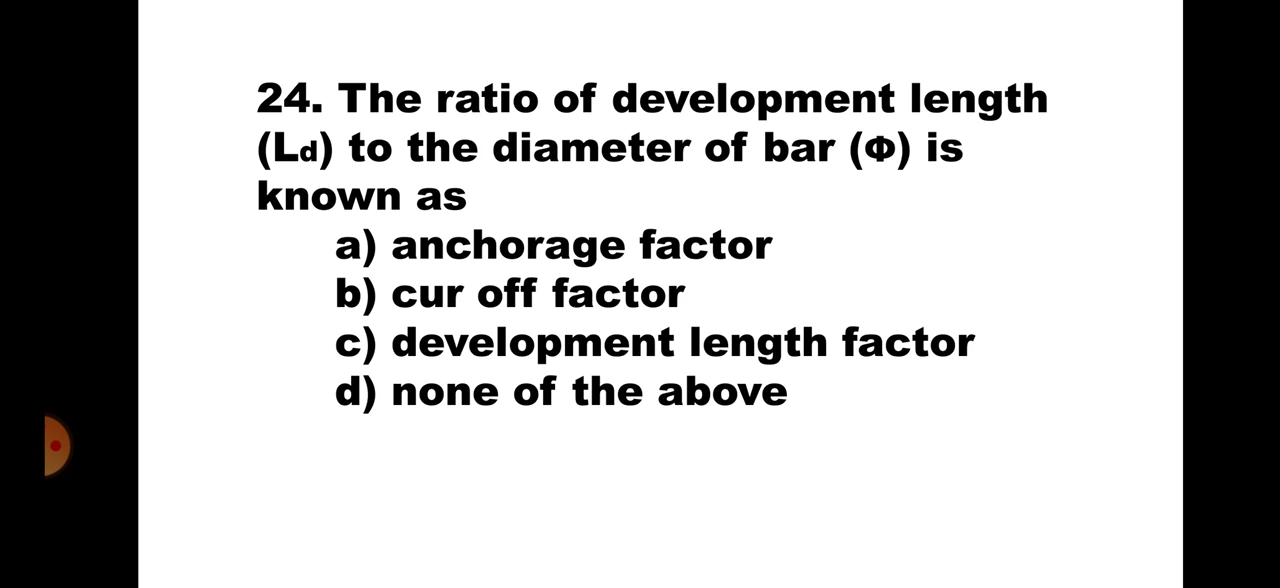 24. The ratio of development length
(Ld) to the diameter of bar (Φ) is
known as
a) anchorage factor
b) cur off factor
c) development length factor
d) none of the above